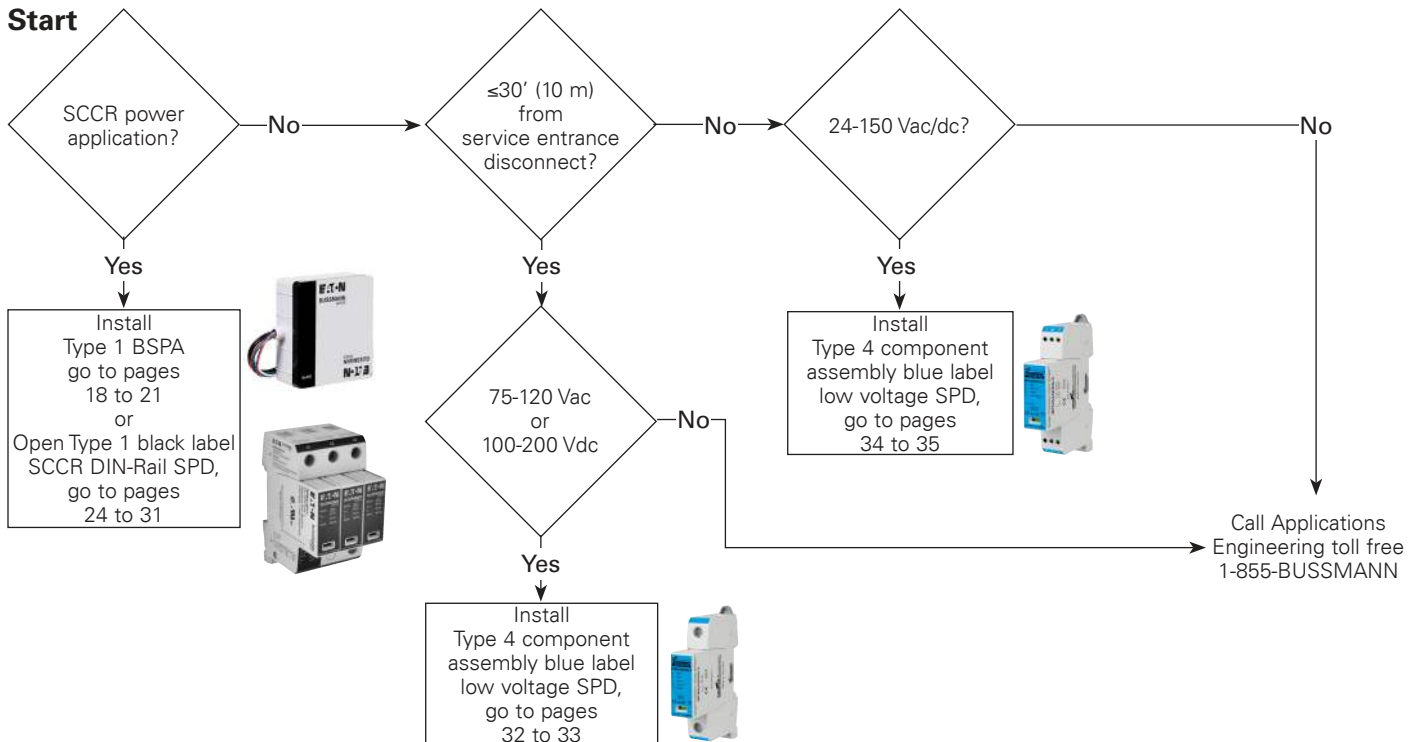 Start
SCCR power
application?
No
≤30’ (10 m)
from
service entrance
disconnect?
No
24-150 Vac/dc?
No
Yes
Yes
Yes
Install
Type 1 BSPA
go to pages
18 to 21
or
Open Type 1 black label
SCCR DIN-Rail SPD,
go to pages
24 to 31
E·T·N
BUSSMANN
75-120 Vac
or
100-200 Vdc
No
Install
Type 4 component
assembly blue label
low voltage SPD,
go to pages
34 to 35
Call Applications
Engineering toll free
1-855-BUSSMANN
Yes
Install
Type 4 component
assembly blue label
low voltage SPD,
go to pages
32 to 33